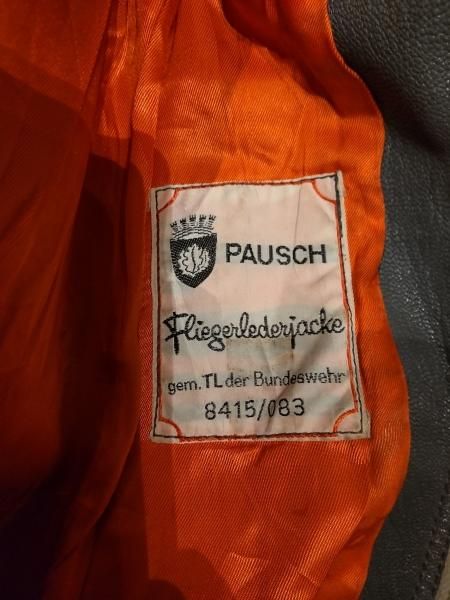 PAUSCH
Fliegerlederjacke
gem. TL der Bundeswehr
8415/083